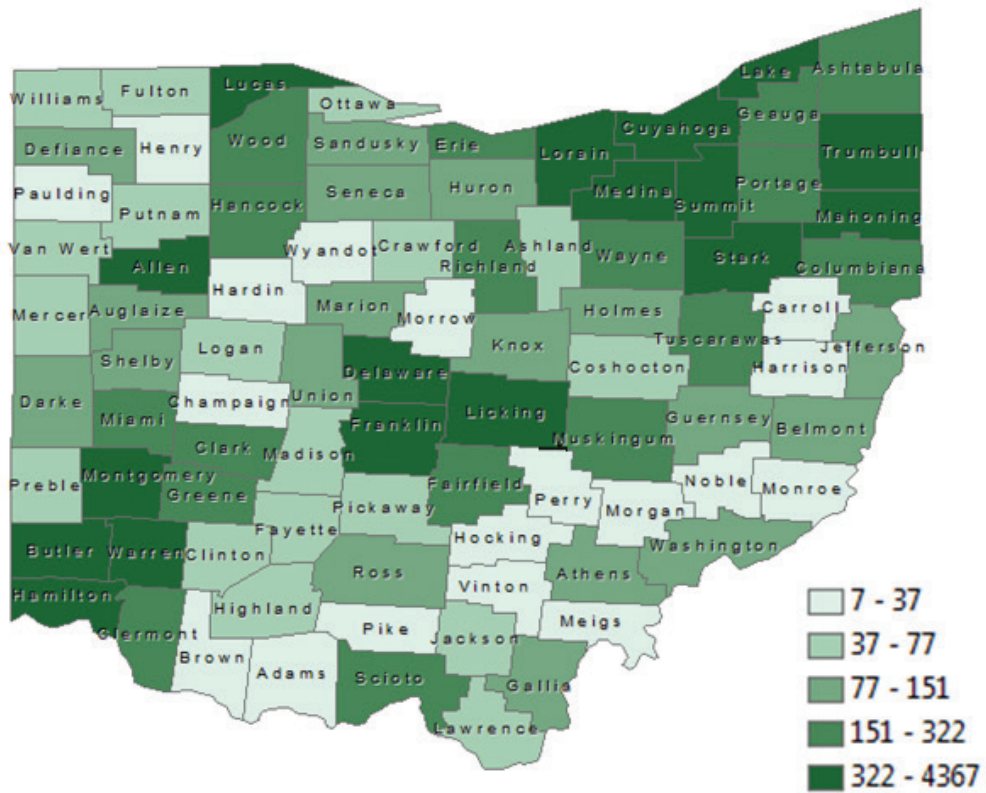 Lake
Ashtabula
Lucas
Williams
Fulton
Ottawa
Geauga
Cuyahoga
Defiance
Henry
Wood
Sandusky
Erie
Lorain
Trumbull
Paulding
Putnam
Hancock
Seneca
Huron
Medina
Summit
Portage
Mahoning
Van Wert
Allen
Wyandot
Crawford
Richland
Ashland
Wayne
Stark
Columbiana
Mercer
Auglaize
Hardin
Marion
Morrow
Holmes
Carroll
Shelby
Logan
Knox
Coshocton
Tuscarawas
Harrison
Jefferson
Darke
Miami
Champaign
Union
Delaware
Licking
Muskingum
Guernsey
Belmont
Clark
Madison
Franklin
Preble
Montgomery
Greene
Fayette
Pickaway
Fairfield
Perry
Morgan
Noble
Monroe
Butler
Warren
Clinton
Ross
Hocking
Athens
Washington
Hamilton
Clermont
Highland
Vinton
Meigs
Brown
Adams
Pike
Jackson
Scioto
Gallia
Lawrence
7 - 37
37 - 77
77 - 151
151 - 322
322 - 4367